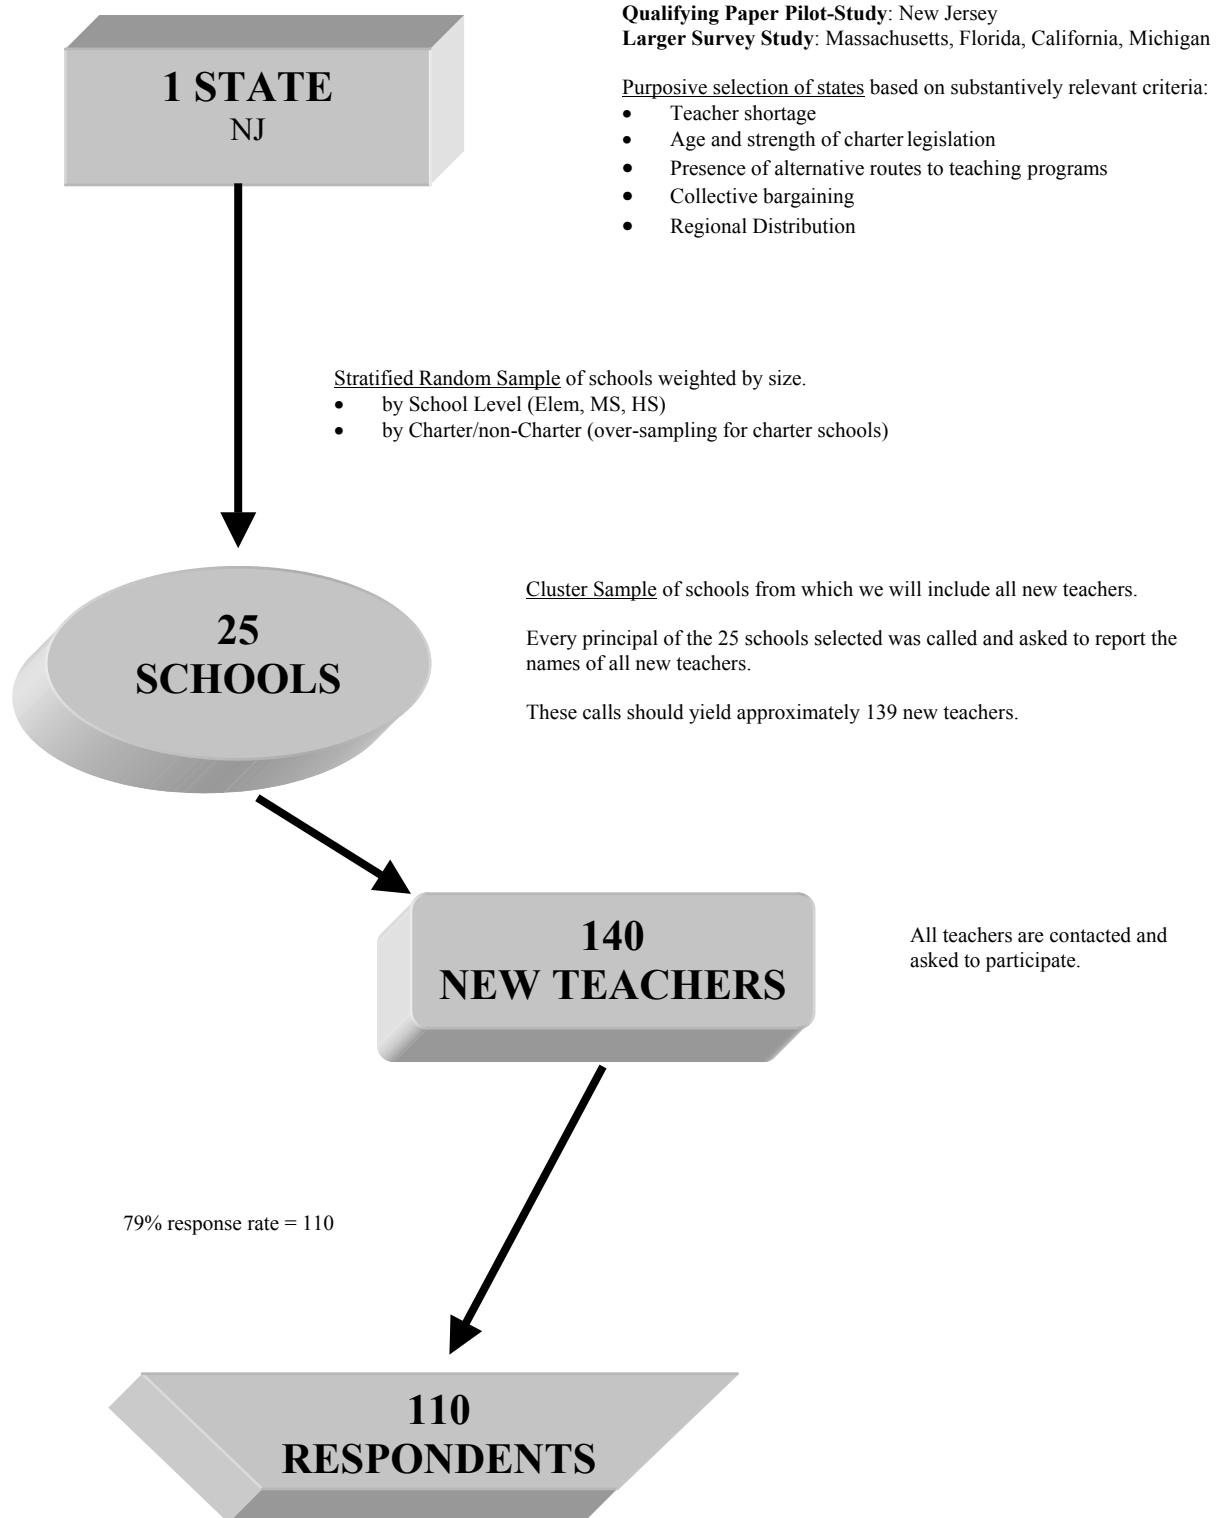 Qualifying Paper Pilot-Study: New Jersey
Larger Survey Study: Massachusetts, Florida, California, Michigan
1 STATE
NJ
Purposive selection of states based on substantively relevant criteria:
• Teacher shortage
• Age and strength of charter legislation
• Presence of alternative routes to teaching programs
• Collective bargaining
• Regional Distribution
Stratified Random Sample of schools weighted by size.
• by School Level (Elem, MS, HS)
• by Charter/non-Charter (over-sampling for charter schools)
25
SCHOOLS
Cluster Sample of schools from which we will include all new teachers.
Every principal of the 25 schools selected was called and asked to report the
names of all new teachers.
These calls should yield approximately 139 new teachers.
140
NEW TEACHERS
All teachers are contacted and
asked to participate.
79% response rate = 110
110
RESPONDENTS